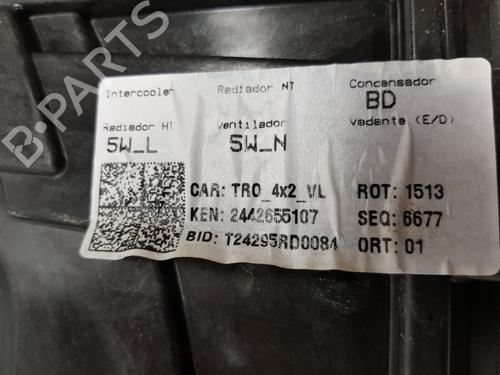 Intercooler
Radiador NT
Condensador
BD
Radiador HT
5W_L
Ventilador
5W_N
Vedante (E/D)
CAR: TRO_4x2_VL
ROT: 1513
KEN: 2442655107
SEQ: 6677
BID: T24295RD0084
ORT: 01
B-PARTS